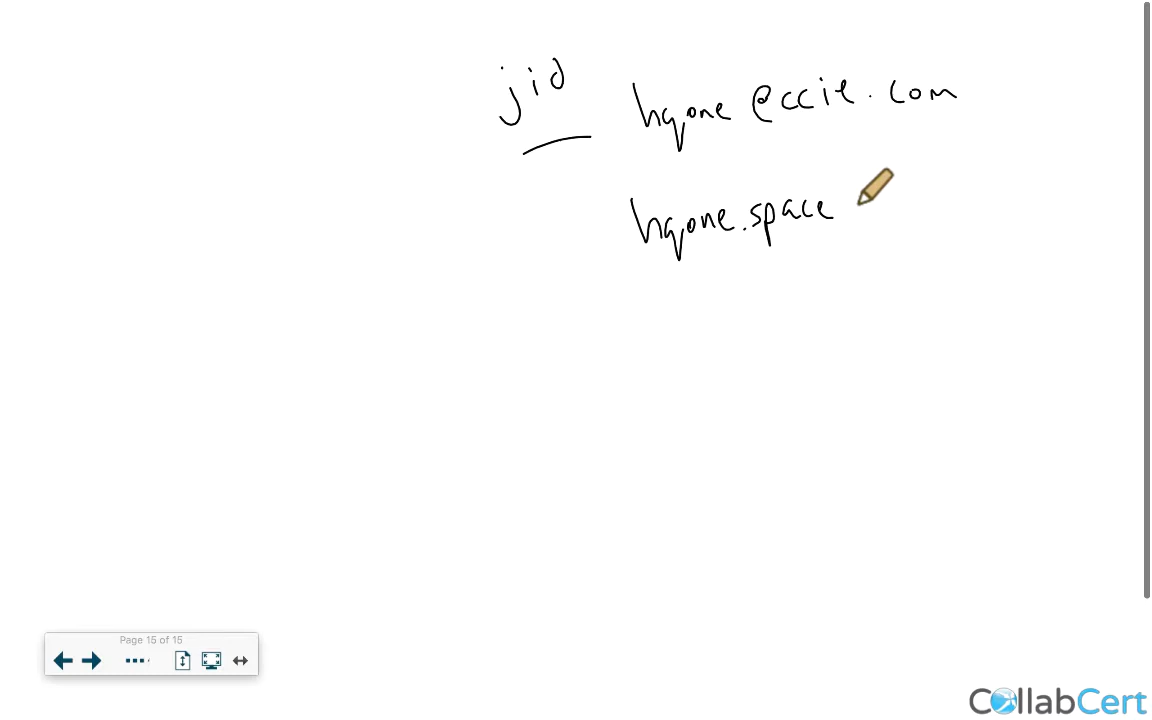 jid
hqone@ccie.com
hqone.space
Page 15 of 15
CollabCert